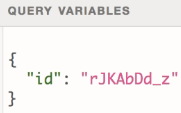 QUERY VARIABLES
{
"id": "rJKAbDd_z"
}